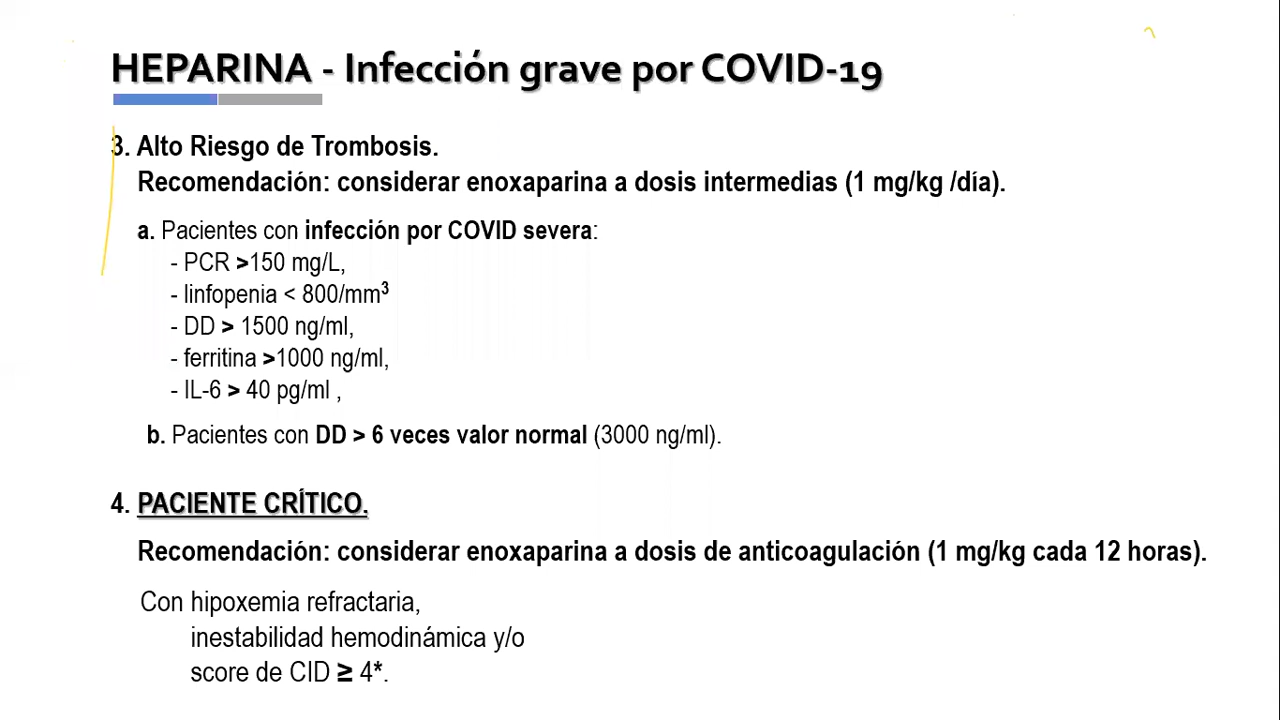 HEPARINA - Infección grave por COVID-19
3. Alto Riesgo de Trombosis.
Recomendación: considerar enoxaparina a dosis intermedias (1 mg/kg /día).
a. Pacientes con infección por COVID severa:
- PCR >150 mg/L,
- linfopenia < 800/mm³
- DD > 1500 ng/ml,
- ferritina >1000 ng/ml,
- IL-6 > 40 pg/ml ,
b. Pacientes con DD > 6 veces valor normal (3000 ng/ml).
4. PACIENTE CRÍTICO.
Recomendación: considerar enoxaparina a dosis de anticoagulación (1 mg/kg cada 12 horas).
Con hipoxemia refractaria,
inestabilidad hemodinámica y/o
score de CID ≥ 4*.